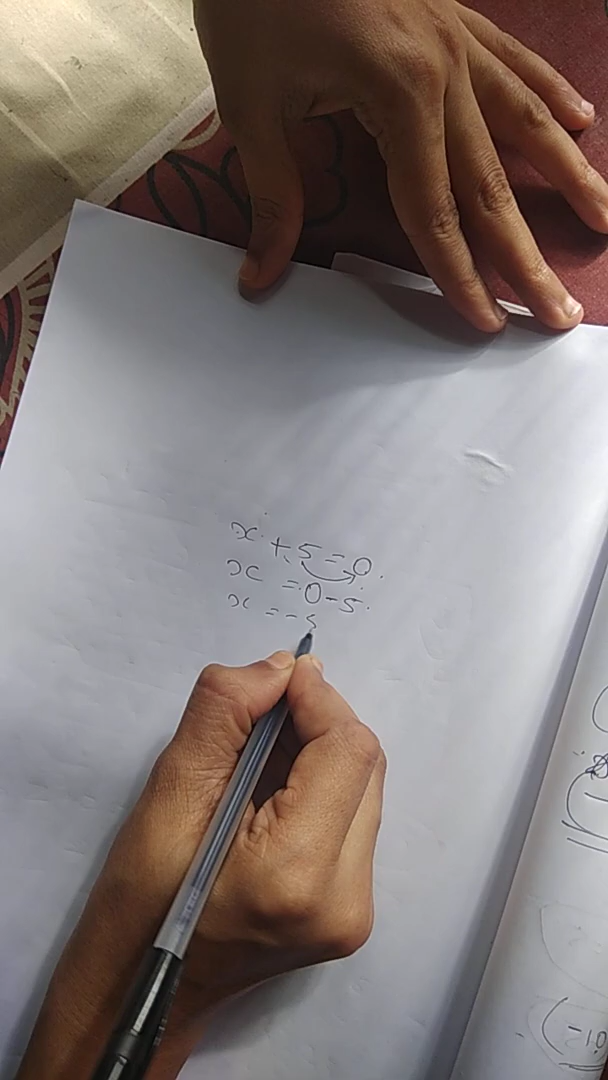 x + 5 = 0
x = 0 - 5
x = - 5